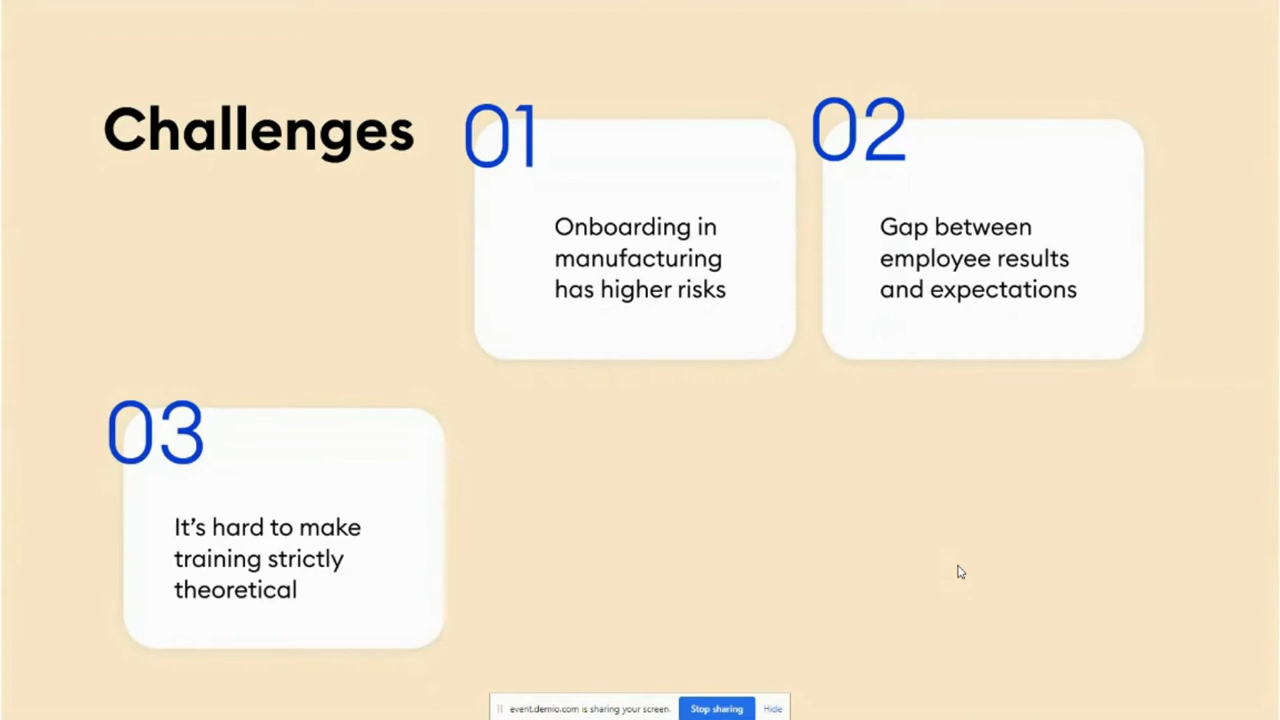 Challenges
01
Onboarding in
manufacturing
has higher risks
02
Gap between
employee results
and expectations
03
It's hard to make
training strictly
theoretical
event.demio.com is sharing your screen.
Stop sharing
Hide